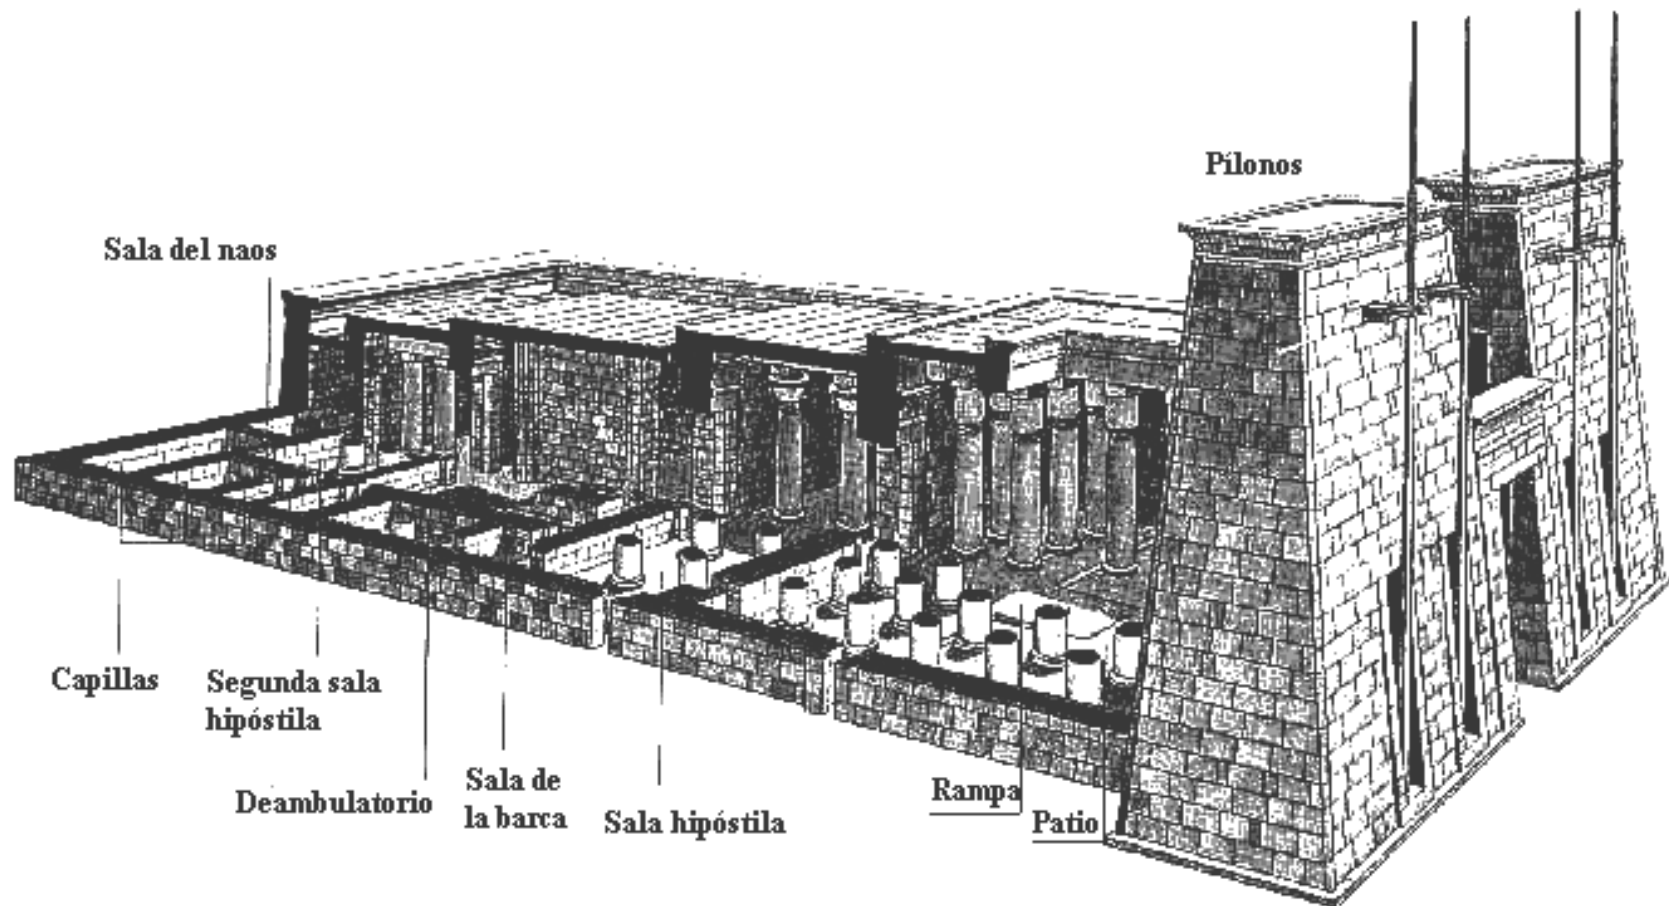 Pílonos
Sala del naos
Capillas
Segunda sala
hipóstila
Deambulatorio
Sala de
la barca
Sala hipóstila
Rampa
Patio